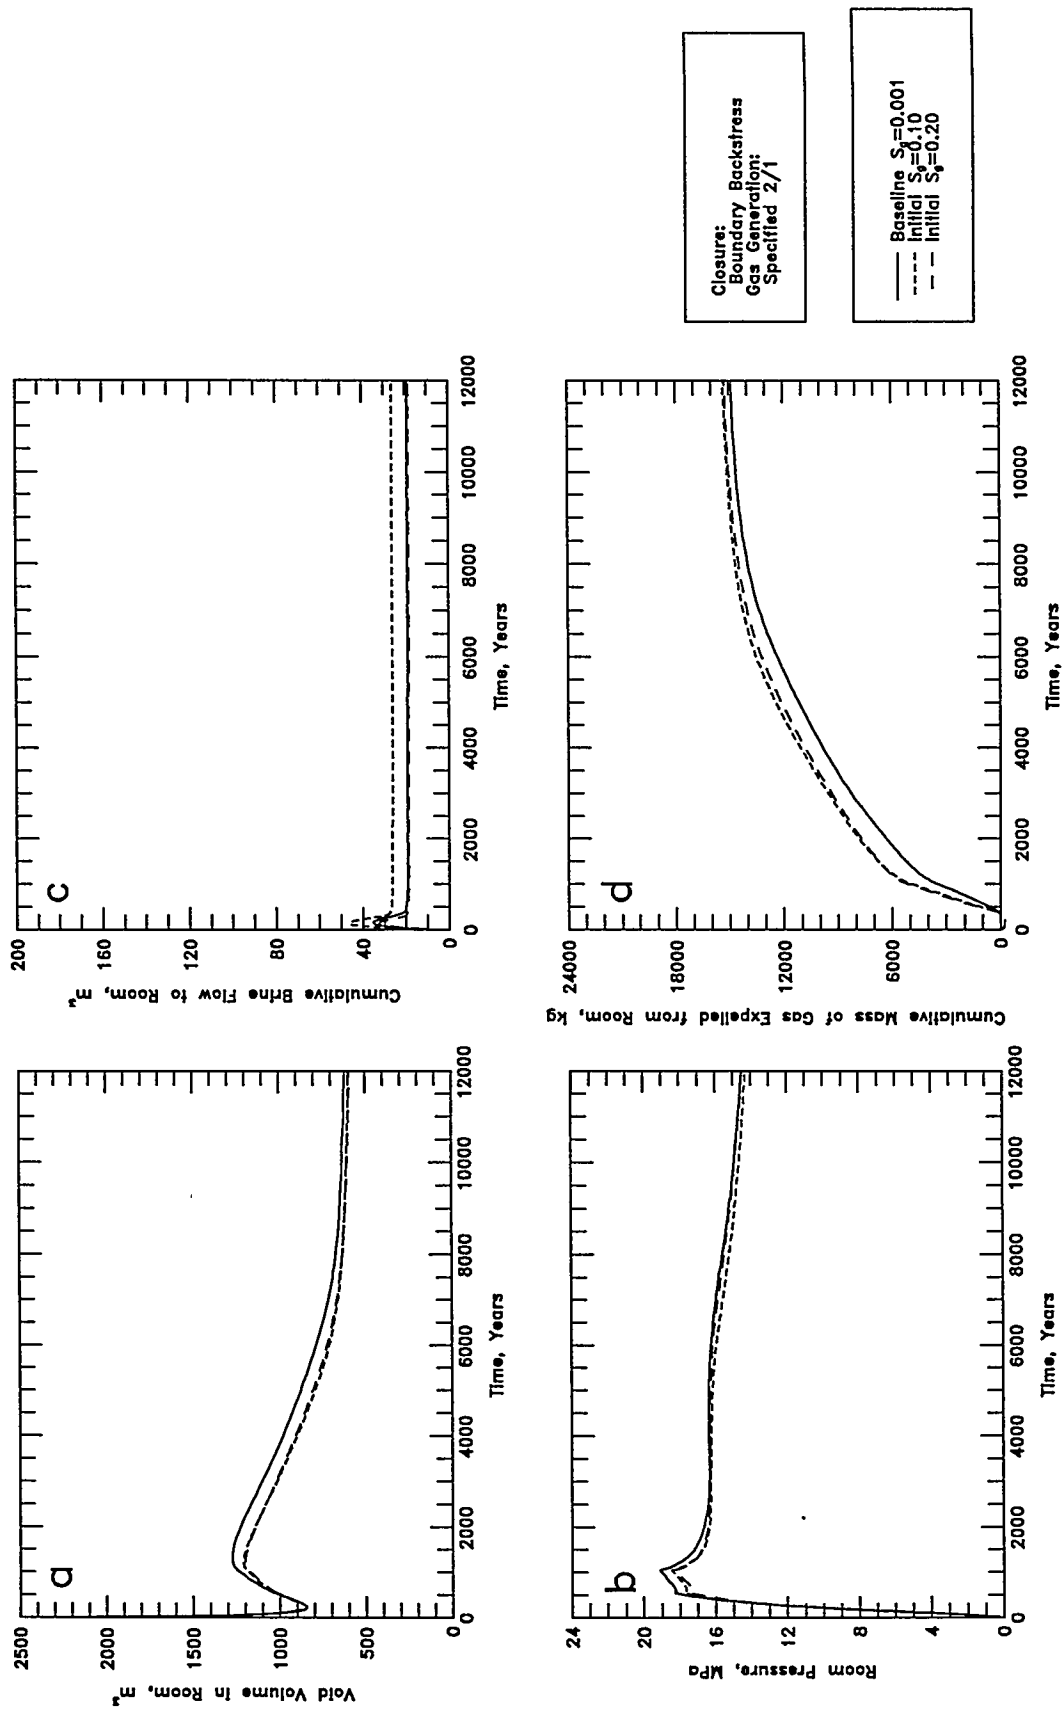 a
2500
2000
1500
1000
500
0
Void Volume in Room, m³
0
2000
4000
6000
8000
10000
12000
Time, Years
c
200
160
120
80
40
0
Cumulative Brine Flow to Room, m³
0
2000
4000
6000
8000
10000
12000
Time, Years
b
24
20
16
12
8
4
0
Room Pressure, MPa
0
2000
4000
6000
8000
10000
12000
Time, Years
d
24000
18000
12000
6000
0
Cumulative Mass of Gas Expelled from Room, kg
0
2000
4000
6000
8000
10000
12000
Time, Years
Closure:
Boundary Backstress
Gas Generation:
Specified 2/1
Baseline Sg=0.001
Initial Sg=0.10
Initial Sg=0.20